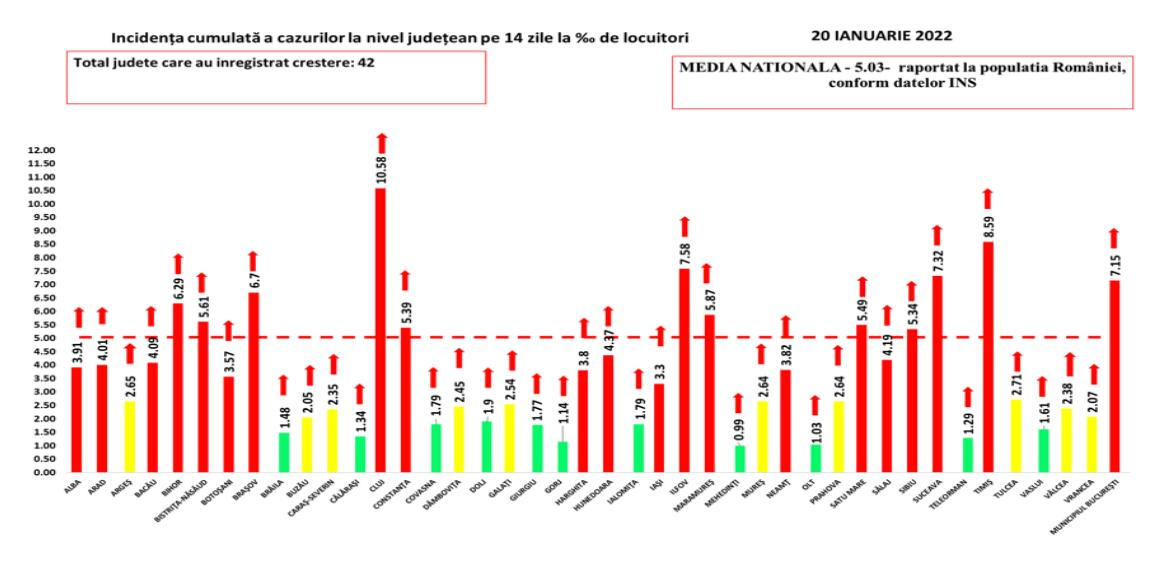 Incidența cumulată a cazurilor la nivel județean pe 14 zile la ‰ de locuitori
20 IANUARIE 2022
Total judete care au inregistrat crestere: 42
MEDIA NATIONALA - 5.03- raportat la populatia României,
conform datelor INS
12.00
11.50
11.00
10.50
10.00
9.50
9.00
8.50
8.00
7.50
7.00
6.50
6.00
5.50
5.00
4.50
4.00
3.50
3.00
2.50
2.00
1.50
1.00
0.50
0.00
3.91
4.01
2.65
4.09
6.29
5.61
3.57
6.7
1.48
2.05
2.35
1.34
10.58
5.39
1.79
2.45
1.9
2.54
1.77
1.14
3.8
4.37
1.79
3.3
7.58
5.87
0.99
2.64
3.82
1.03
2.64
5.49
4.19
5.34
7.32
1.29
8.59
2.71
1.61
2.38
2.07
7.15
ALBA
ARAD
ARGEȘ
BACĂU
BIHOR
BISTRIȚA-NĂSĂUD
BOTOȘANI
BRAȘOV
BRĂILA
BUZĂU
CARAȘ-SEVERIN
CĂLĂRAȘI
CLUJ
CONSTANȚA
COVASNA
DÂMBOVIȚA
DOLJ
GALAȚI
GIURGIU
GORJ
HARGHITA
HUNEDOARA
IALOMIȚA
IAȘI
ILFOV
MARAMUREȘ
MEHEDINȚI
MUREȘ
NEAMȚ
OLT
PRAHOVA
SATU MARE
SĂLAJ
SIBIU
SUCEAVA
TELEORMAN
TIMIȘ
TULCEA
VASLUI
VÂLCEA
VRANCEA
MUNICIPIUL BUCUREȘTI